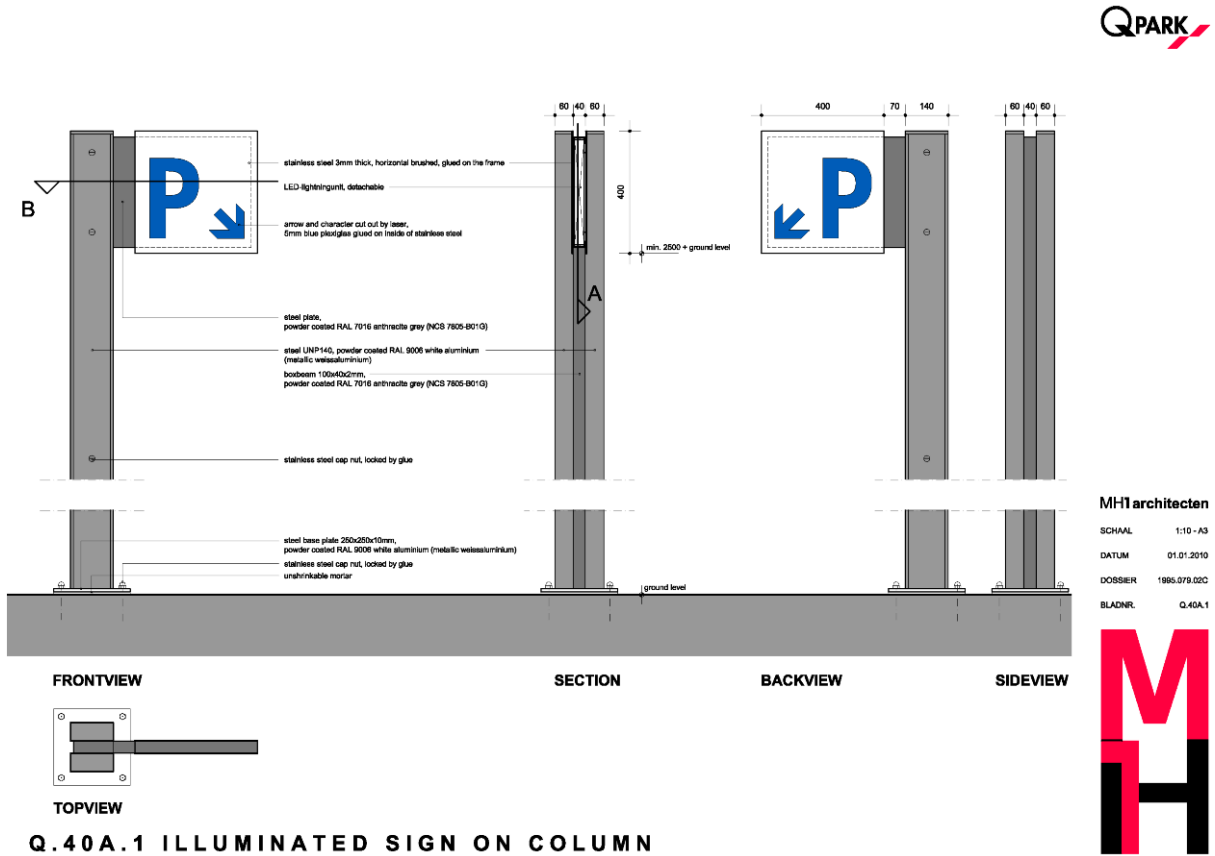 Q PARK
60 40 60
400 70 140
60 40 60
P
stainless steel 3mm thick, horizontal brushed, glued on the frame
P
LED-lightningunit, detachable
400
B
arrow and character cut out by laser,
5mm blue plexiglas glued on inside of stainless steel
min. 2500 + ground level
A
steel plate,
powder coated RAL 7016 anthracite grey (NCS 7805-B01G)
steel UNP140, powder coated RAL 9006 white aluminium
(metallic weissaluminium)
boxbeam 100x40x2mm,
powder coated RAL 7016 anthracite grey (NCS 7805-B01G)
stainless steel cap nut, locked by glue
steel base plate 250x250x10mm,
powder coated RAL 9006 white aluminium (metallic weissaluminium)
stainless steel cap nut, locked by glue
unshrinkable mortar
ground level
MH1architecten
SCHAAL 1:10 - A3
DATUM 01.01.2010
DOSSIER 1995.079.02C
BLADNR. Q.40A.1
FRONTVIEW
SECTION
BACKVIEW
SIDEVIEW
MH1
TOPVIEW
Q.40A.1 ILLUMINATED SIGN ON COLUMN